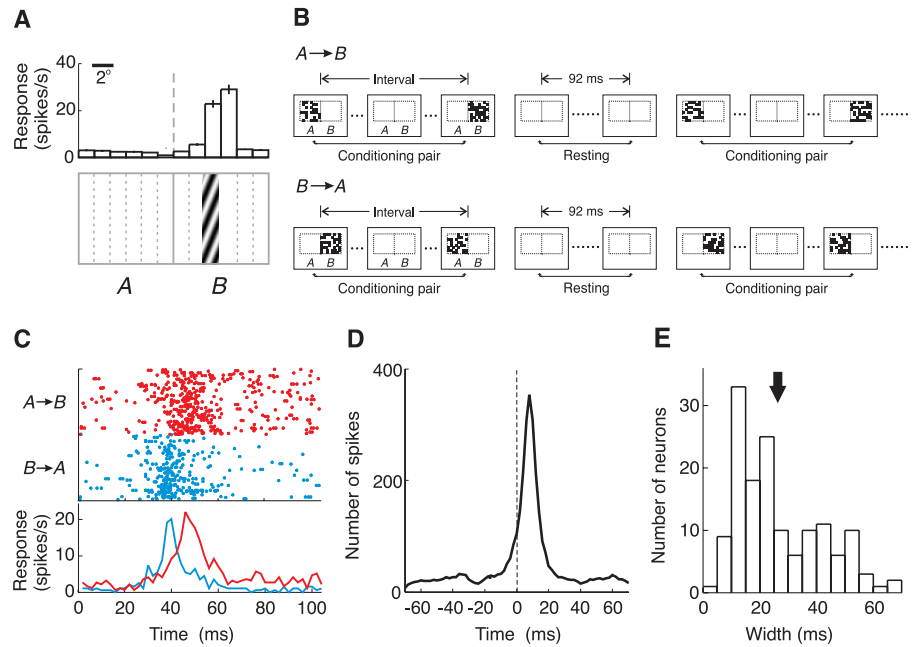 A
Response
(spikes/s)
40
20
0
2°
A B
B
A→B
Interval
92 ms
A B A B A B
Conditioning pair
Resting
Conditioning pair
B→A
Interval
92 ms
A B A B A B
Conditioning pair
Resting
Conditioning pair
C
A→B
B→A
Response
(spikes/s)
20
10
0
0 20 40 60 80 100
Time (ms)
D
Number of spikes
400
200
0
-60 -40 -20 0 20 40 60
Time (ms)
E
Number of neurons
30
20
10
0
0 20 40 60
Width (ms)